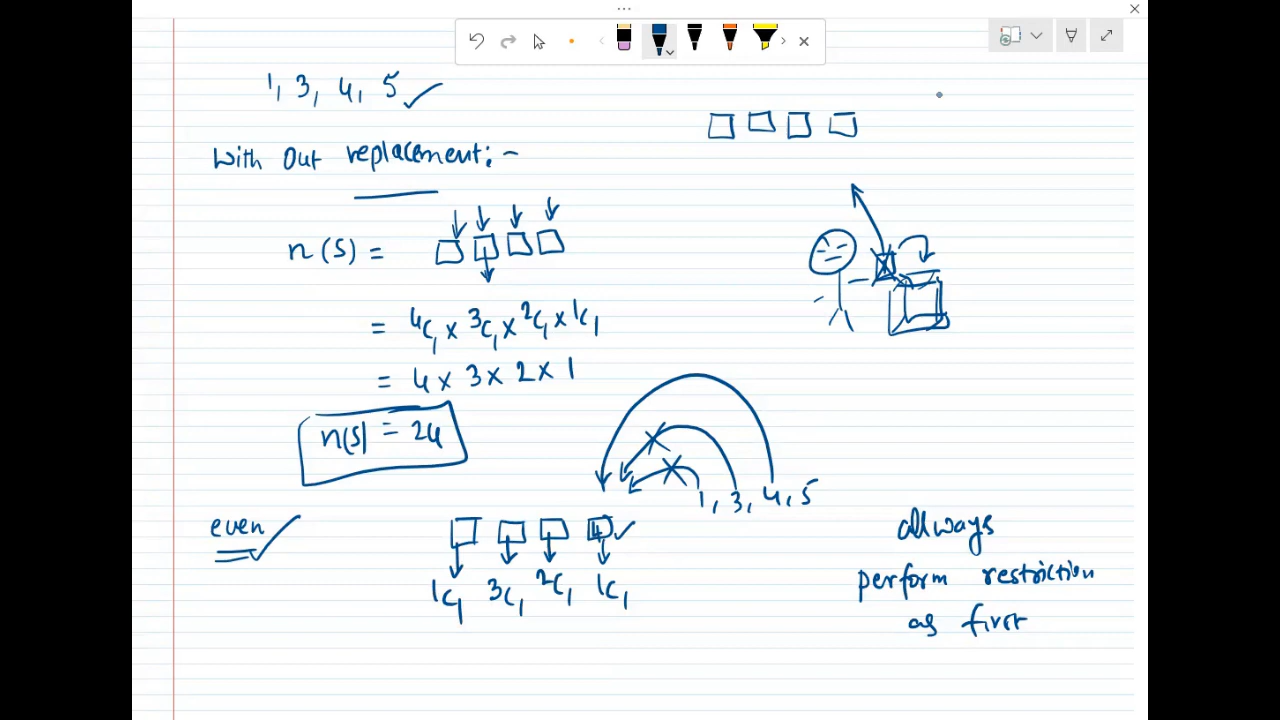 1, 3, 4, 5
With Out replacement:-
n(S) =
= 4C1 × 3C1 × 2C1 × 1C1
= 4 × 3 × 2 × 1
n(S) = 24
1, 3, 4, 5
even
4
1C1 3C1 2C1 1C1
always
perform restriction
as first